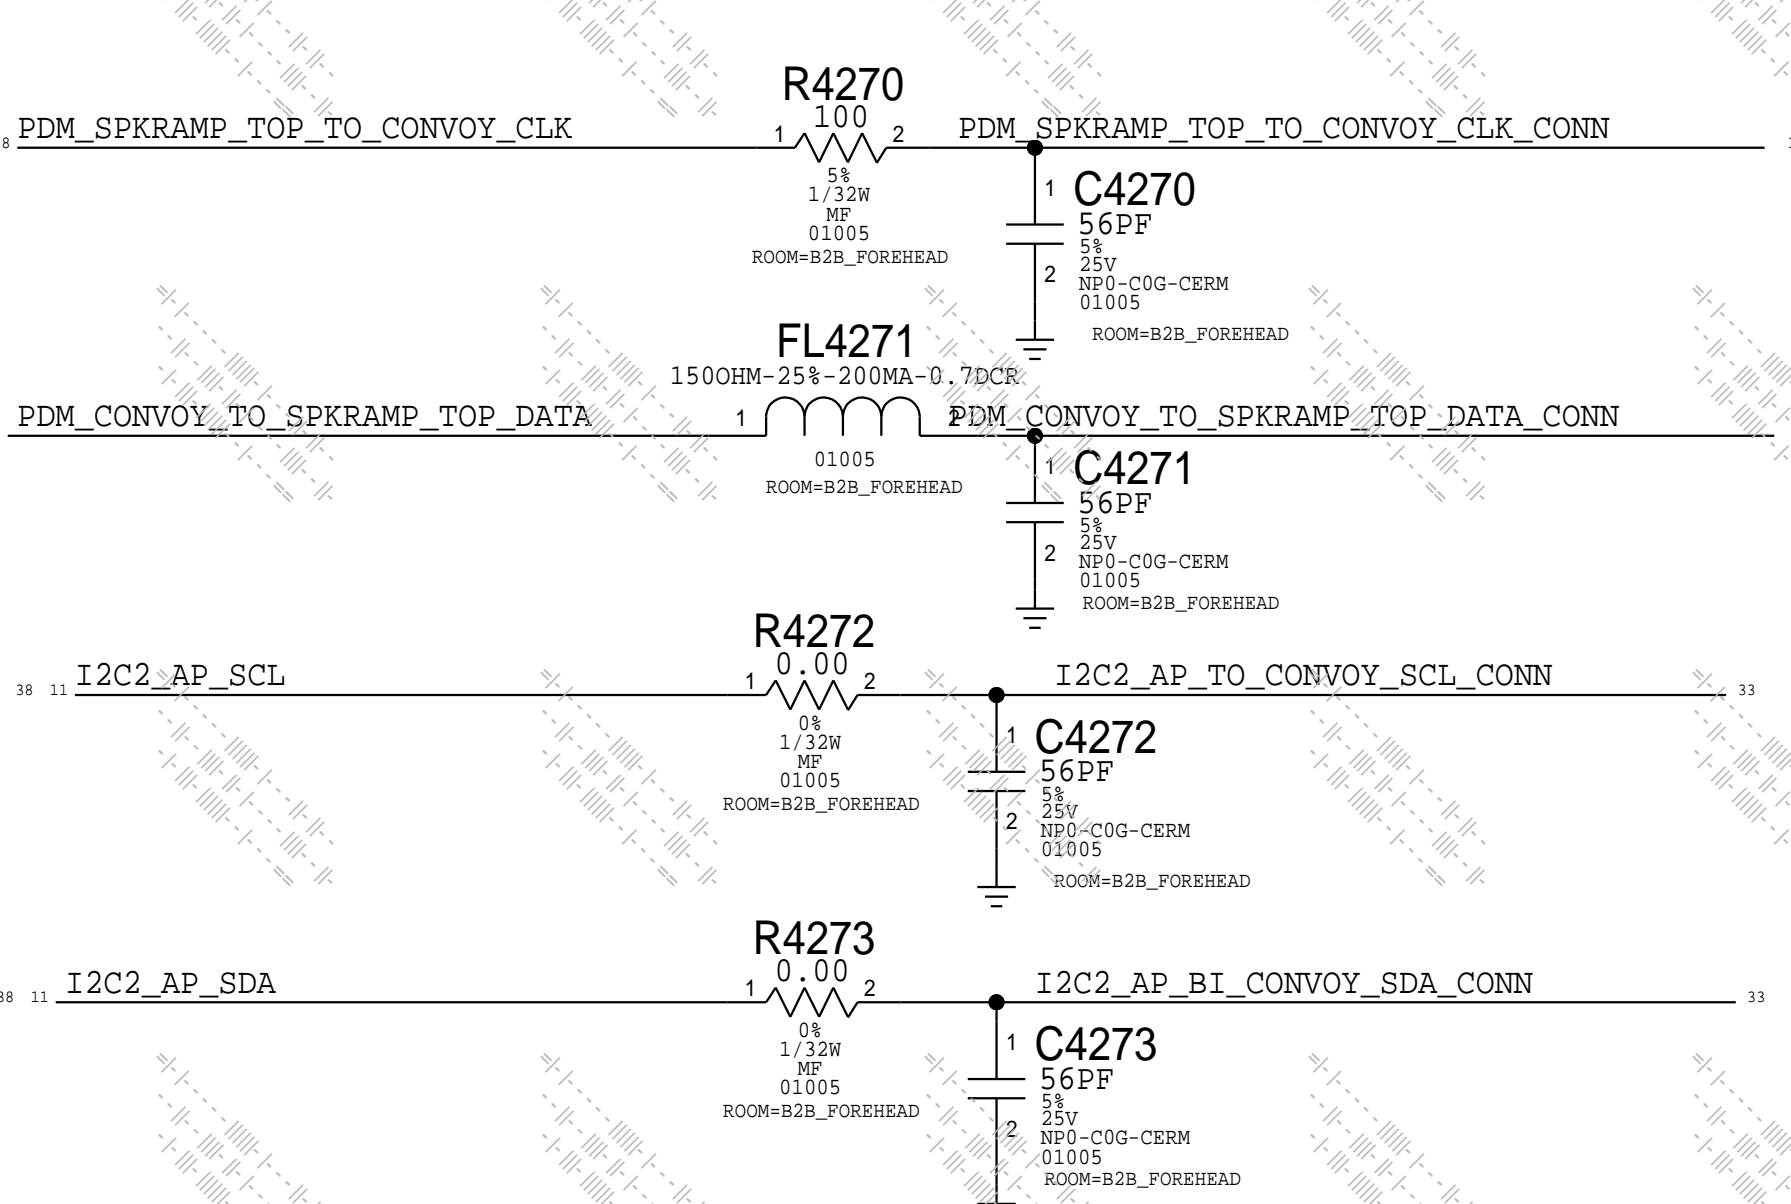 R4270
100
PDM_SPKRAMP_TOP_TO_CONVOY_CLK
1
2
PDM_SPKRAMP_TOP_TO_CONVOY_CLK_CONN
5%
1/32W
MF
01005
ROOM=B2B_FOREHEAD
1
C4270
56PF
5%
25V
2
NP0-C0G-CERM
01005
ROOM=B2B_FOREHEAD
FL4271
150OHM-25%-200MA-0.7DCR
PDM_CONVOY_TO_SPKRAMP_TOP_DATA
1
2
PDM_CONVOY_TO_SPKRAMP_TOP_DATA_CONN
01005
ROOM=B2B_FOREHEAD
1
C4271
56PF
5%
25V
2
NP0-C0G-CERM
01005
ROOM=B2B_FOREHEAD
R4272
0.00
38 11
I2C2_AP_SCL
1
2
I2C2_AP_TO_CONVOY_SCL_CONN
33
0%
1/32W
MF
01005
ROOM=B2B_FOREHEAD
1
C4272
56PF
5%
25V
2
NP0-C0G-CERM
01005
ROOM=B2B_FOREHEAD
R4273
0.00
11
I2C2_AP_SDA
1
2
I2C2_AP_BI_CONVOY_SDA_CONN
33
0%
1/32W
MF
01005
ROOM=B2B_FOREHEAD
1
C4273
56PF
5%
25V
2
NP0-C0G-CERM
01005
ROOM=B2B_FOREHEAD